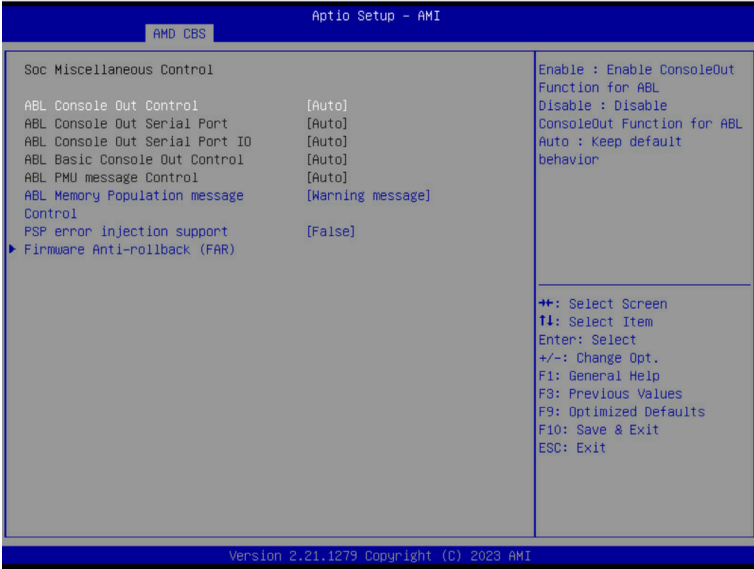 Aptio Setup – AMI
AMD CBS
Soc Miscellaneous Control
ABL Console Out Control [Auto]
ABL Console Out Serial Port [Auto]
ABL Console Out Serial Port IO [Auto]
ABL Basic Console Out Control [Auto]
ABL PMU message Control [Auto]
ABL Memory Population message [Warning message]
Control
PSP error injection support [False]
Firmware Anti-rollback (FAR)
Enable : Enable ConsoleOut
Function for ABL
Disable : Disable
ConsoleOut Function for ABL
Auto : Keep default
behavior
→←: Select Screen
↑↓: Select Item
Enter: Select
+/-: Change Opt.
F1: General Help
F3: Previous Values
F9: Optimized Defaults
F10: Save & Exit
ESC: Exit
Version 2.21.1279 Copyright (C) 2023 AMI